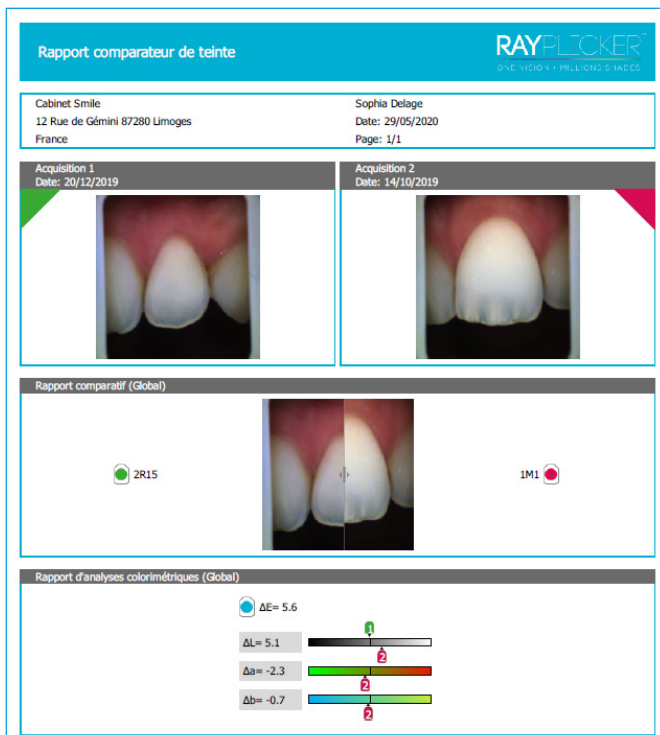 Rapport comparateur de teinte
RAYPLICKER™
ONE VISION • MILLIONS SHADES
Cabinet Smile
12 Rue de Gémini 87280 Limoges
France
Sophia Delage
Date: 29/05/2020
Page: 1/1
Acquisition 1
Date: 20/12/2019
Acquisition 2
Date: 14/10/2019
Rapport comparatif (Global)
2R15
1M1
Rapport d'analyses colorimétriques (Global)
ΔE= 5.6
1
ΔL= 5.1
2
Δa= -2.3
2
Δb= -0.7
2